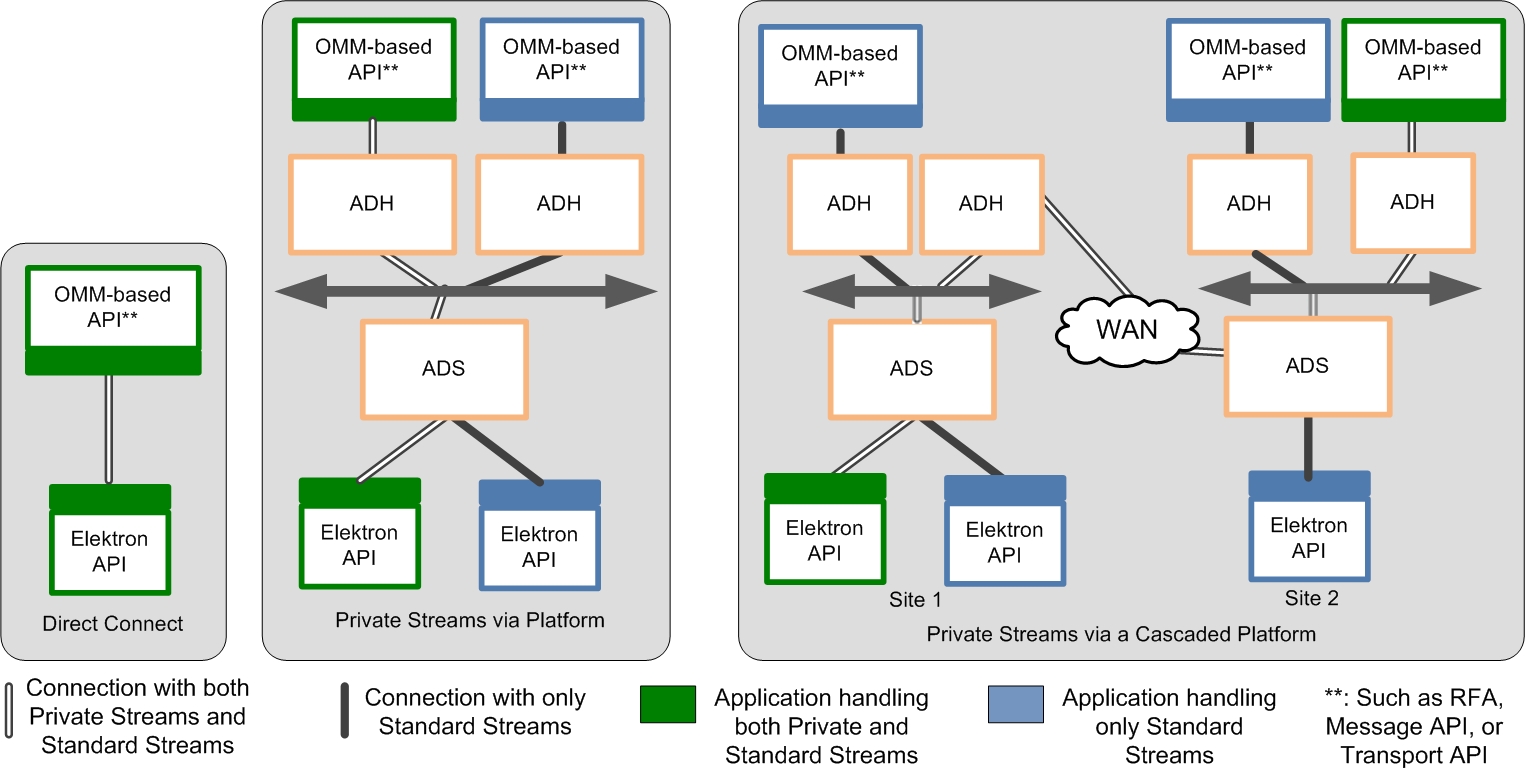 OMM-based
API**
Elektron
API
Direct Connect
OMM-based
API**
OMM-based
API**
ADH
ADH
ADS
Elektron
API
Elektron
API
Private Streams via Platform
OMM-based
API**
OMM-based
API**
OMM-based
API**
ADH
ADH
ADH
ADH
WAN
ADS
ADS
Elektron
API
Elektron
API
Elektron
API
Site 1
Site 2
Private Streams via a Cascaded Platform
Connection with both
Private Streams and
Standard Streams
Connection with only
Standard Streams
Application handling
both Private and
Standard Streams
Application handling
only Standard
Streams
**: Such as RFA,
Message API, or
Transport API